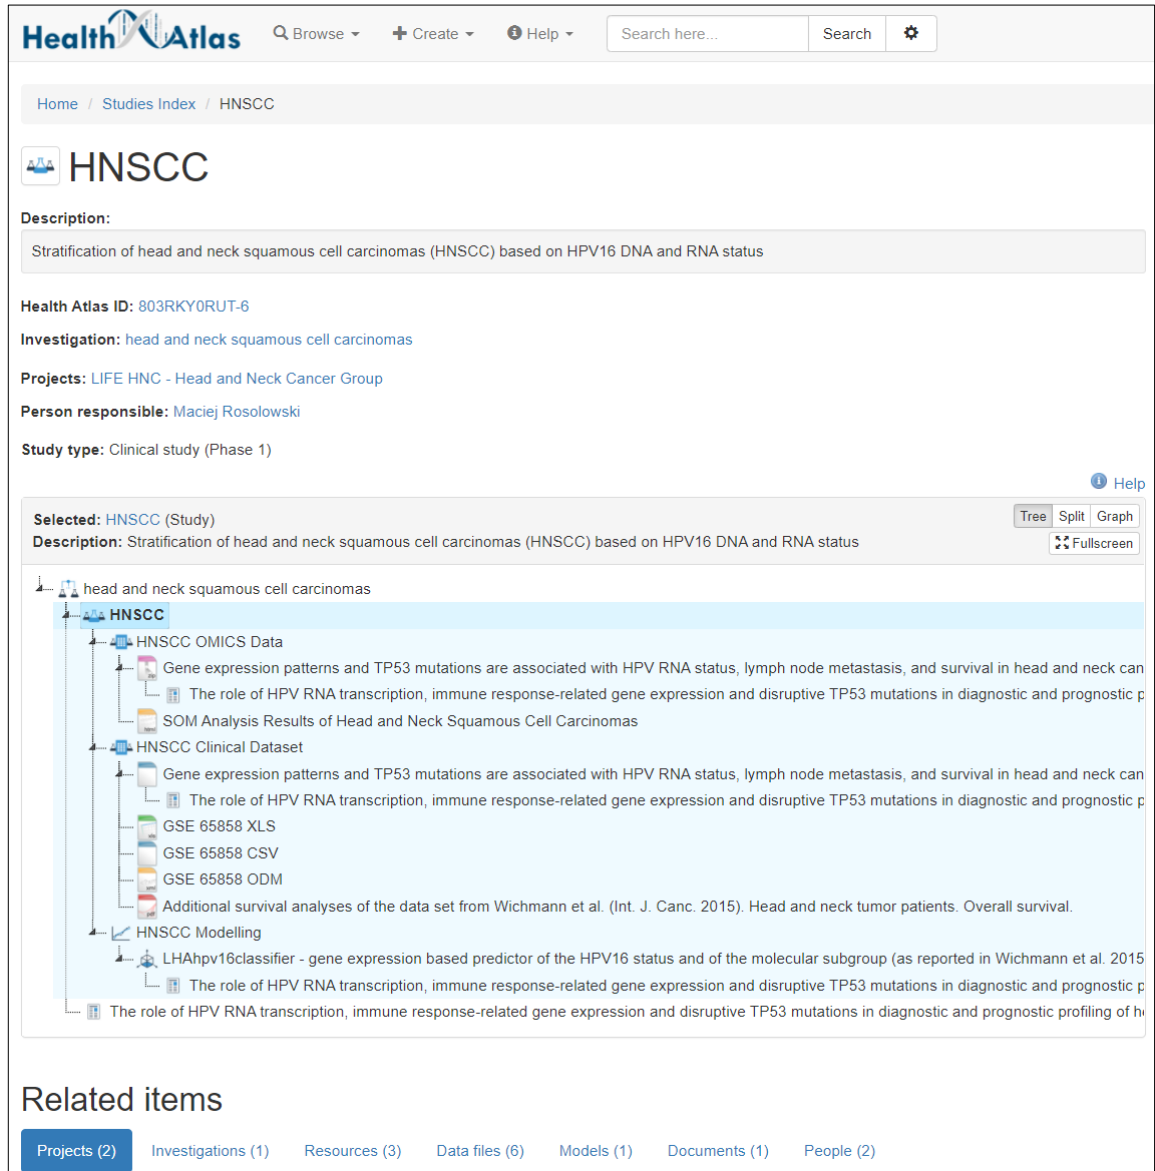 Health Atlas Browse Create Help Search here... Search
Home / Studies Index / HNSCC
HNSCC
Description:
Stratification of head and neck squamous cell carcinomas (HNSCC) based on HPV16 DNA and RNA status
Health Atlas ID: 803RKY0RUT-6
Investigation: head and neck squamous cell carcinomas
Projects: LIFE HNC - Head and Neck Cancer Group
Person responsible: Maciej Rosolowski
Study type: Clinical study (Phase 1)
Help
Selected: HNSCC (Study) Tree Split Graph
Description: Stratification of head and neck squamous cell carcinomas (HNSCC) based on HPV16 DNA and RNA status Fullscreen
head and neck squamous cell carcinomas
HNSCC
HNSCC OMICS Data
Gene expression patterns and TP53 mutations are associated with HPV RNA status, lymph node metastasis, and survival in head and neck can
The role of HPV RNA transcription, immune response-related gene expression and disruptive TP53 mutations in diagnostic and prognostic p
SOM Analysis Results of Head and Neck Squamous Cell Carcinomas
HNSCC Clinical Dataset
Gene expression patterns and TP53 mutations are associated with HPV RNA status, lymph node metastasis, and survival in head and neck can
The role of HPV RNA transcription, immune response-related gene expression and disruptive TP53 mutations in diagnostic and prognostic p
GSE 65858 XLS
GSE 65858 CSV
GSE 65858 ODM
Additional survival analyses of the data set from Wichmann et al. (Int. J. Canc. 2015). Head and neck tumor patients. Overall survival.
HNSCC Modelling
LHAhpv16classifier - gene expression based predictor of the HPV16 status and of the molecular subgroup (as reported in Wichmann et al. 2015
The role of HPV RNA transcription, immune response-related gene expression and disruptive TP53 mutations in diagnostic and prognostic p
The role of HPV RNA transcription, immune response-related gene expression and disruptive TP53 mutations in diagnostic and prognostic profiling of h
Related items
Projects (2) Investigations (1) Resources (3) Data files (6) Models (1) Documents (1) People (2)